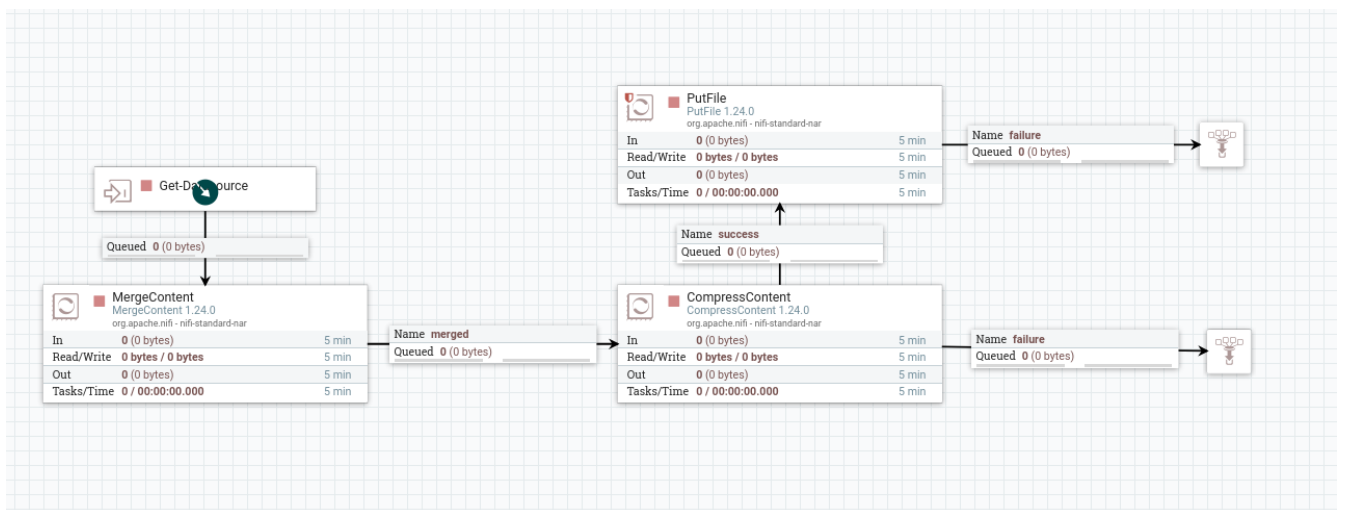 PutFile
PutFile 1.24.0
org.apache.nifi - nifi-standard-nar
In 0 (0 bytes) 5 min
Read/Write 0 bytes / 0 bytes 5 min
Out 0 (0 bytes) 5 min
Tasks/Time 0 / 00:00:00.000 5 min
Name failure
Queued 0 (0 bytes)
Get-Da ource
Queued 0 (0 bytes)
Name success
Queued 0 (0 bytes)
MergeContent
MergeContent 1.24.0
org.apache.nifi - nifi-standard-nar
In 0 (0 bytes) 5 min
Read/Write 0 bytes / 0 bytes 5 min
Out 0 (0 bytes) 5 min
Tasks/Time 0 / 00:00:00.000 5 min
Name merged
Queued 0 (0 bytes)
CompressContent
CompressContent 1.24.0
org.apache.nifi - nifi-standard-nar
In 0 (0 bytes) 5 min
Read/Write 0 bytes / 0 bytes 5 min
Out 0 (0 bytes) 5 min
Tasks/Time 0 / 00:00:00.000 5 min
Name failure
Queued 0 (0 bytes)